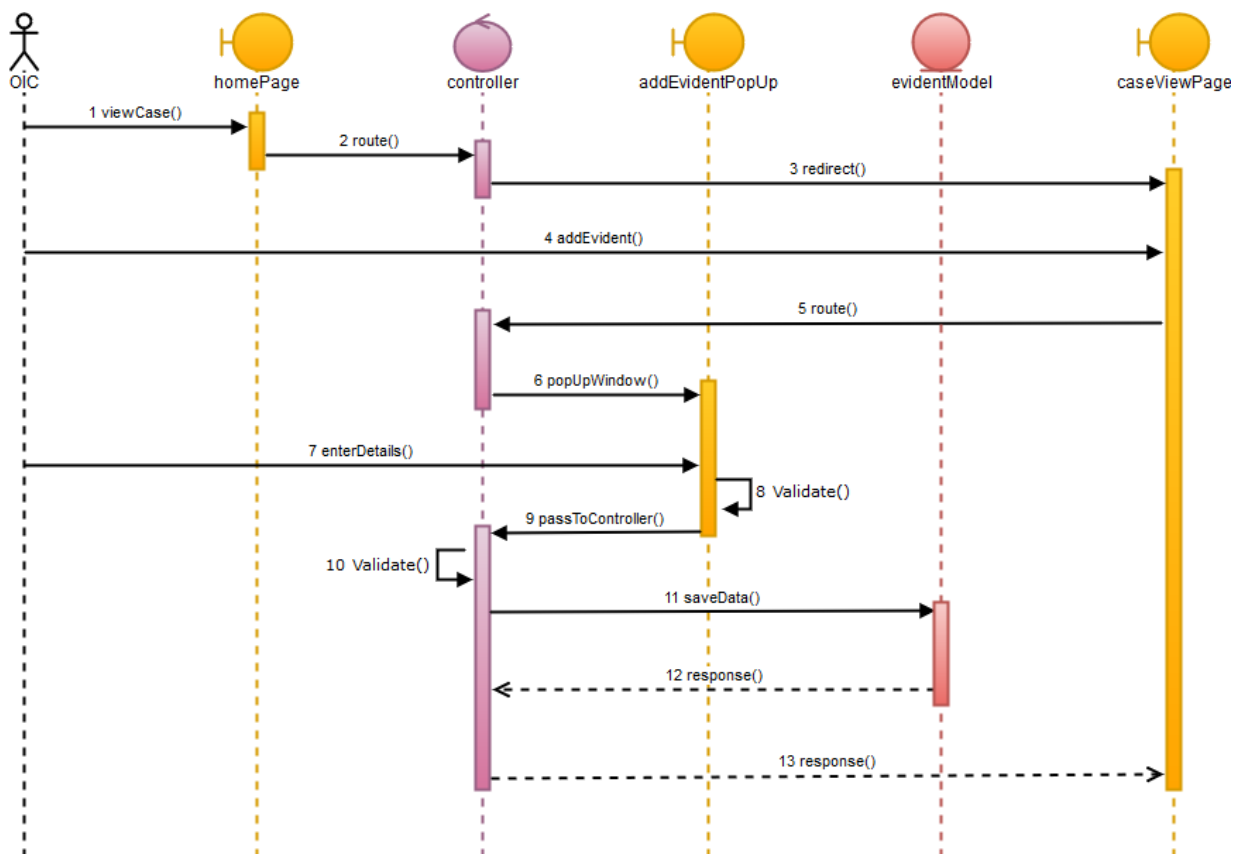 OIC
homePage
controller
addEvidentPopUp
evidentModel
caseViewPage
1 viewCase()
2 route()
3 redirect()
4 addEvident()
5 route()
6 popUpWindow()
7 enterDetails()
8 Validate()
9 passToController()
10 Validate()
11 saveData()
12 response()
13 response()